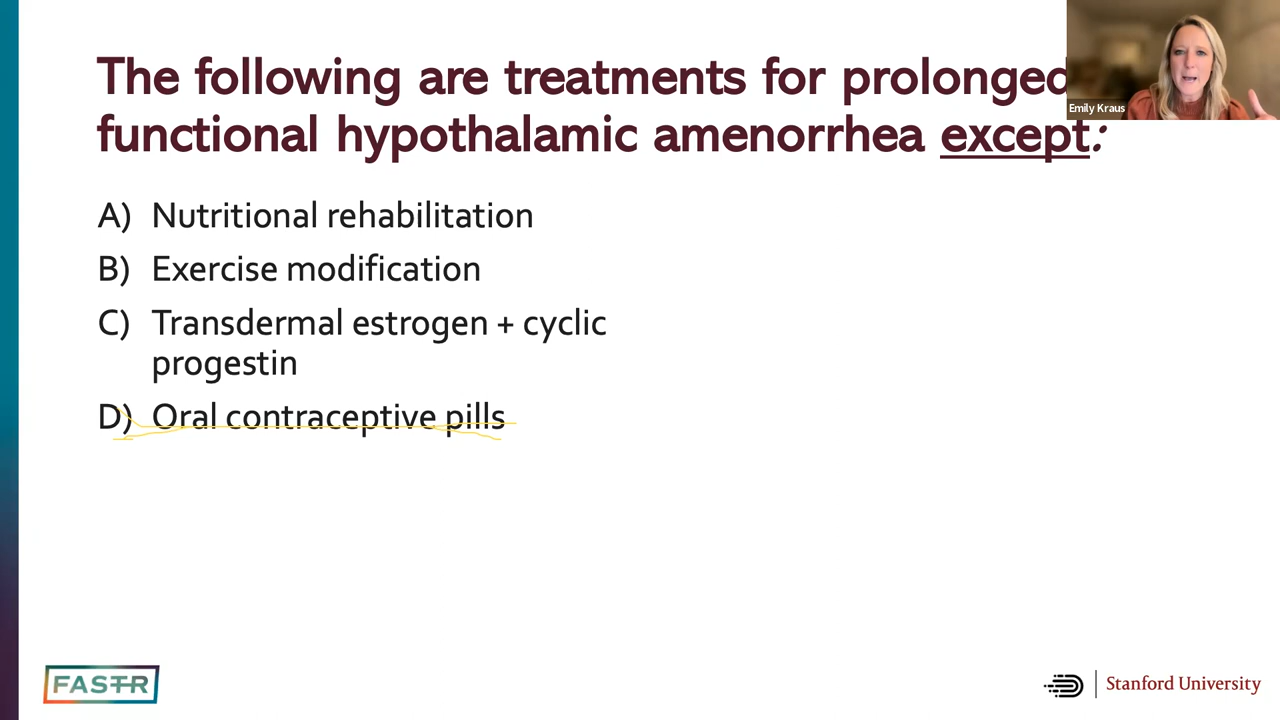 The following are treatments for prolonged
functional hypothalamic amenorrhea except:
Emily Kraus
A) Nutritional rehabilitation
B) Exercise modification
C) Transdermal estrogen + cyclic
progestin
D) Oral contraceptive pills
FASTR
Stanford University